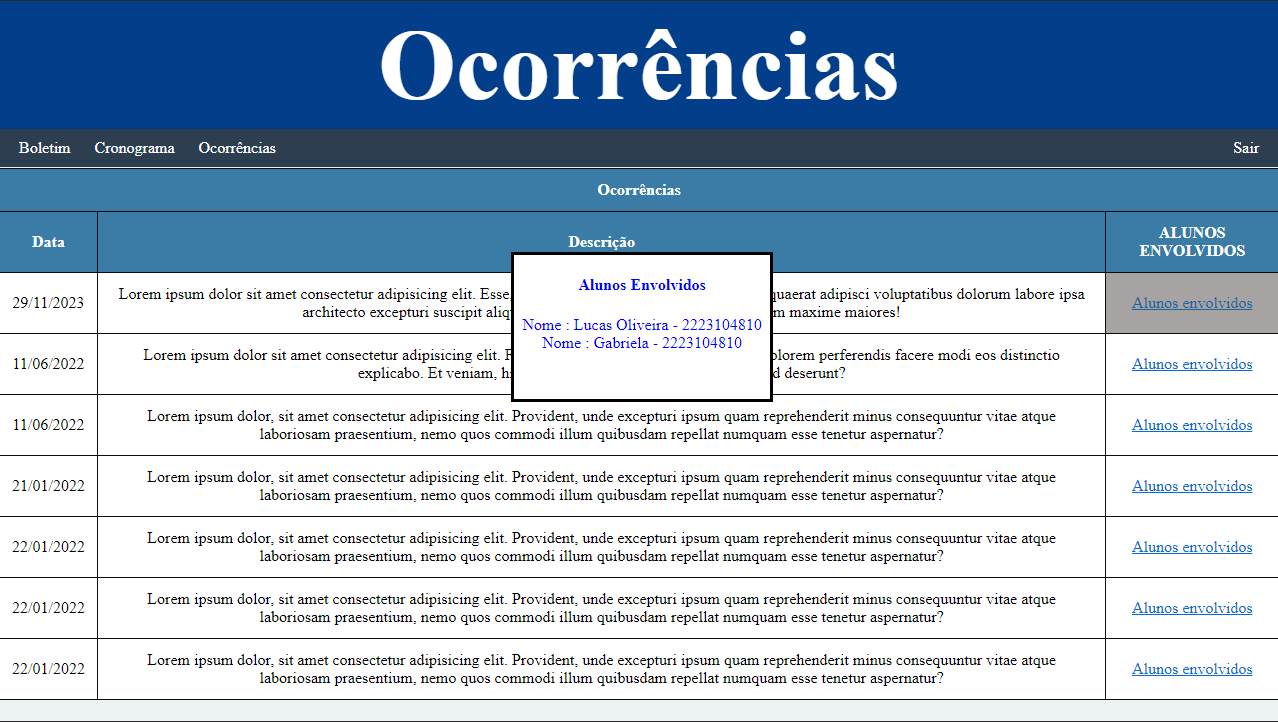 Ocorrências
Boletim Cronograma Ocorrências Sair
Ocorrências
Data Descrição ALUNOS
ENVOLVIDOS
29/11/2023
Lorem ipsum dolor sit amet consectetur adipisicing elit. Esse, quaerat adipisci voluptatibus dolorum labore ipsa
architecto excepturi suscipit maxime maiores!
Alunos envolvidos
Alunos Envolvidos
Nome : Lucas Oliveira - 2223104810
Nome : Gabriela - 2223104810
11/06/2022
Lorem ipsum dolor sit amet consectetur adipisicing elit. perferendis facere modi eos distinctio
explicabo. Et veniam, deserunt?
Alunos envolvidos
11/06/2022
Lorem ipsum dolor, sit amet consectetur adipisicing elit. Provident, unde excepturi ipsum quam reprehenderit minus consequuntur vitae atque
laboriosam praesentium, nemo quos commodi illum quibusdam repellat numquam esse tenetur aspernatur?
Alunos envolvidos
21/01/2022
Lorem ipsum dolor, sit amet consectetur adipisicing elit. Provident, unde excepturi ipsum quam reprehenderit minus consequuntur vitae atque
laboriosam praesentium, nemo quos commodi illum quibusdam repellat numquam esse tenetur aspernatur?
Alunos envolvidos
22/01/2022
Lorem ipsum dolor, sit amet consectetur adipisicing elit. Provident, unde excepturi ipsum quam reprehenderit minus consequuntur vitae atque
laboriosam praesentium, nemo quos commodi illum quibusdam repellat numquam esse tenetur aspernatur?
Alunos envolvidos
22/01/2022
Lorem ipsum dolor, sit amet consectetur adipisicing elit. Provident, unde excepturi ipsum quam reprehenderit minus consequuntur vitae atque
laboriosam praesentium, nemo quos commodi illum quibusdam repellat numquam esse tenetur aspernatur?
Alunos envolvidos
22/01/2022
Lorem ipsum dolor, sit amet consectetur adipisicing elit. Provident, unde excepturi ipsum quam reprehenderit minus consequuntur vitae atque
laboriosam praesentium, nemo quos commodi illum quibusdam repellat numquam esse tenetur aspernatur?
Alunos envolvidos